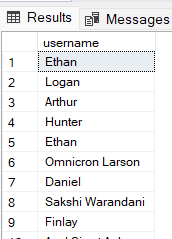 Results Messages
username
1 Ethan
2 Logan
3 Arthur
4 Hunter
5 Ethan
6 Omnicron Larson
7 Daniel
8 Sakshi Warandani
9 Finlay